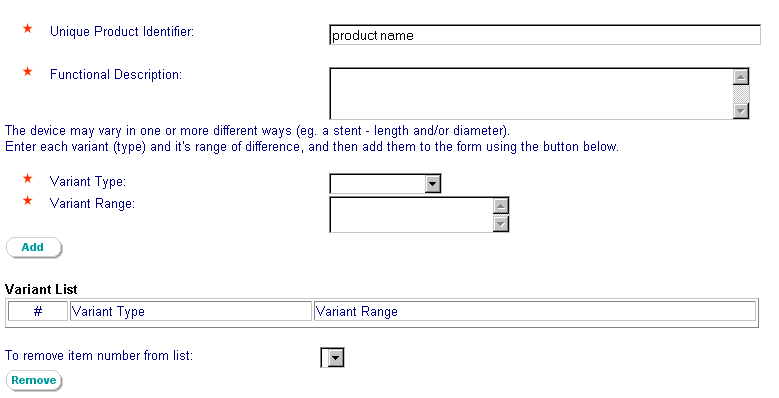 Unique Product Identifier:
product name
Functional Description:
The device may vary in one or more different ways (eg. a stent - length and/or diameter).
Enter each variant (type) and it's range of difference, and then add them to the form using the button below.
Variant Type:
Variant Range:
Add
Variant List
# Variant Type Variant Range
To remove item number from list:
Remove